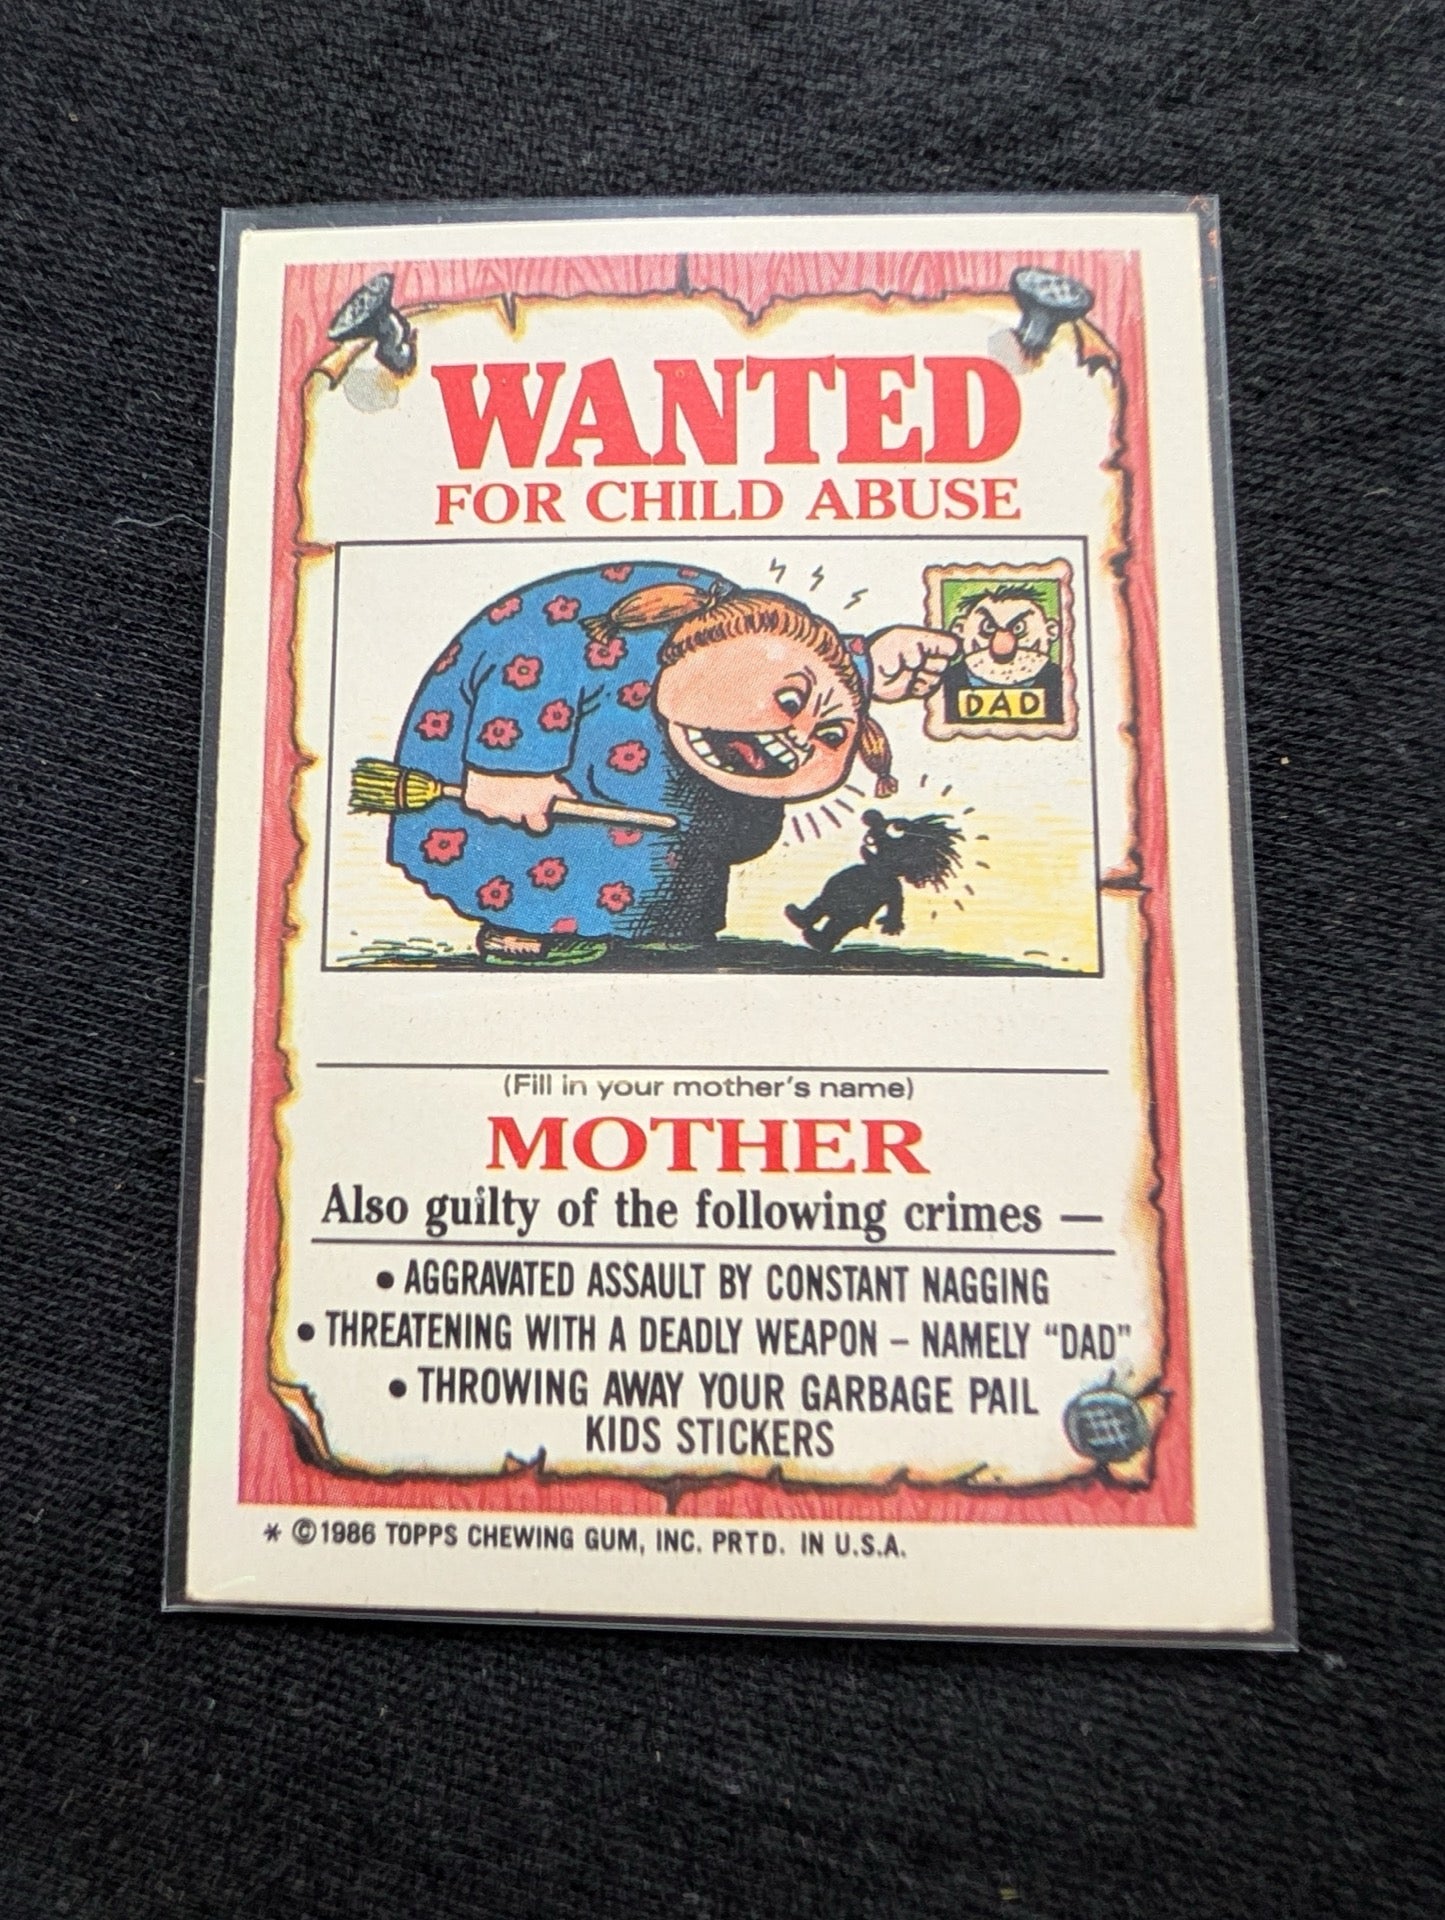 WANTED
FOR CHILD ABUSE
DAD
(Fill in your mother's name)
MOTHER
Also guilty of the following crimes —
• AGGRAVATED ASSAULT BY CONSTANT NAGGING
• THREATENING WITH A DEADLY WEAPON – NAMELY “DAD”
• THROWING AWAY YOUR GARBAGE PAIL
KIDS STICKERS
* ©1986 TOPPS CHEWING GUM, INC. PRTD. IN U.S.A.